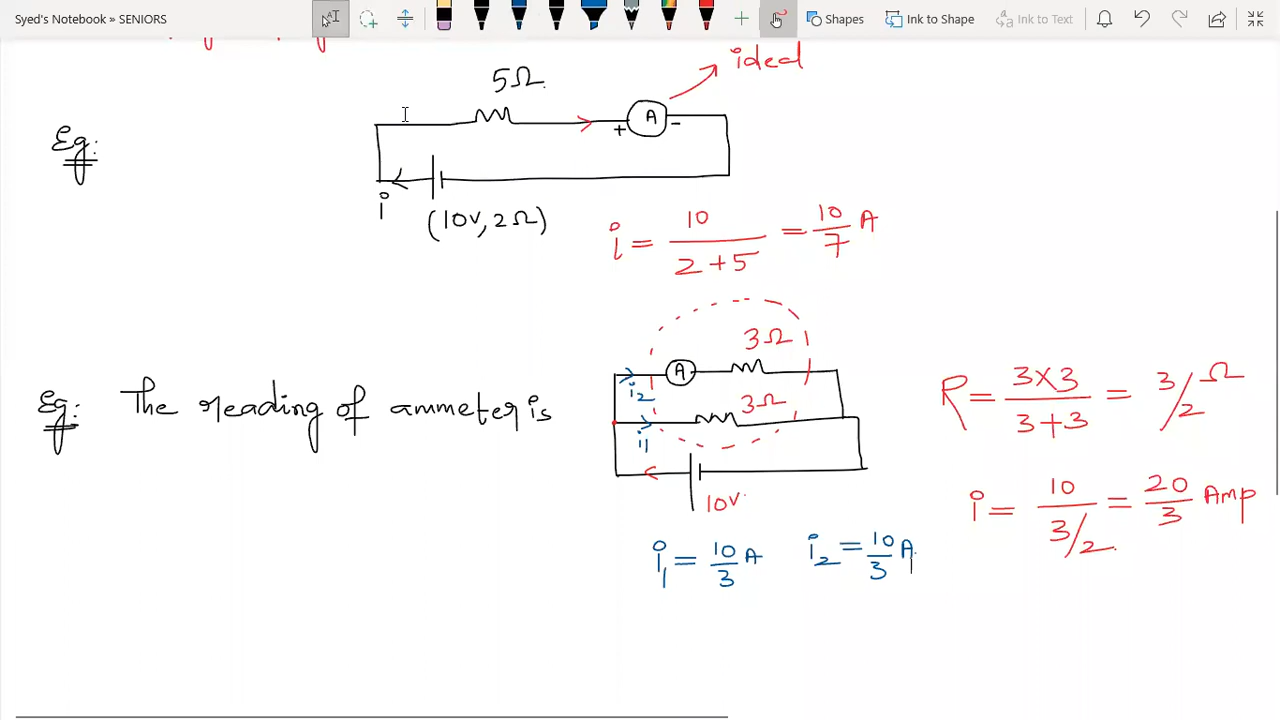 Syed's Notebook » SENIORS
Shapes
Ink to Shape
Ink to Text
ideal
5Ω
A
+ -
Eg:
i
(10V, 2Ω)
i = 10 / 2+5 = 10/7 A
3Ω
A
i2
3Ω
i1
10V
Eg: The reading of ammeter is
R = 3×3 / 3+3 = 3/2 Ω
i = 10 / 3/2 = 20/3 Amp
i1 = 10/3 A i2 = 10/3 A